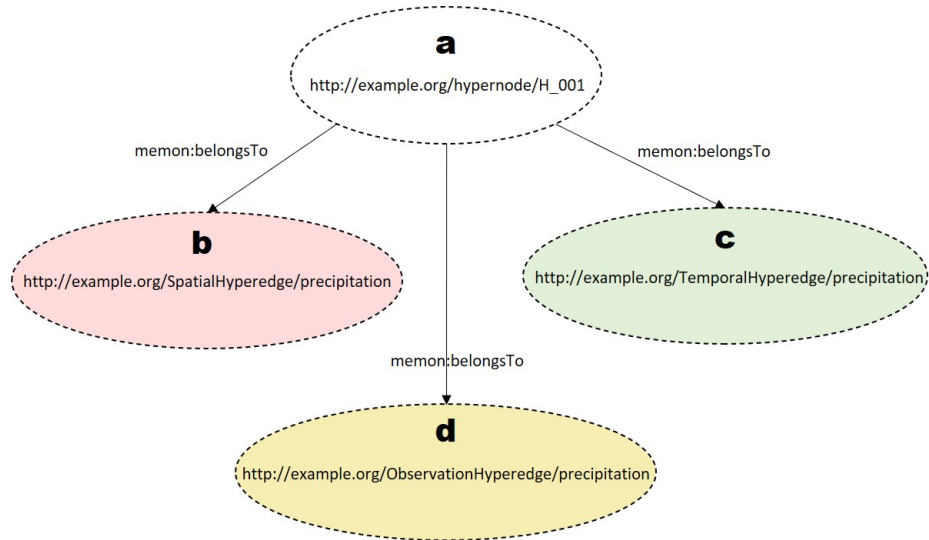 a
http://example.org/hypernode/H_001
memon:belongsTo
memon:belongsTo
b
http://example.org/SpatialHyperedge/precipitation
c
http://example.org/TemporalHyperedge/precipitation
memon:belongsTo
d
http://example.org/ObservationHyperedge/precipitation